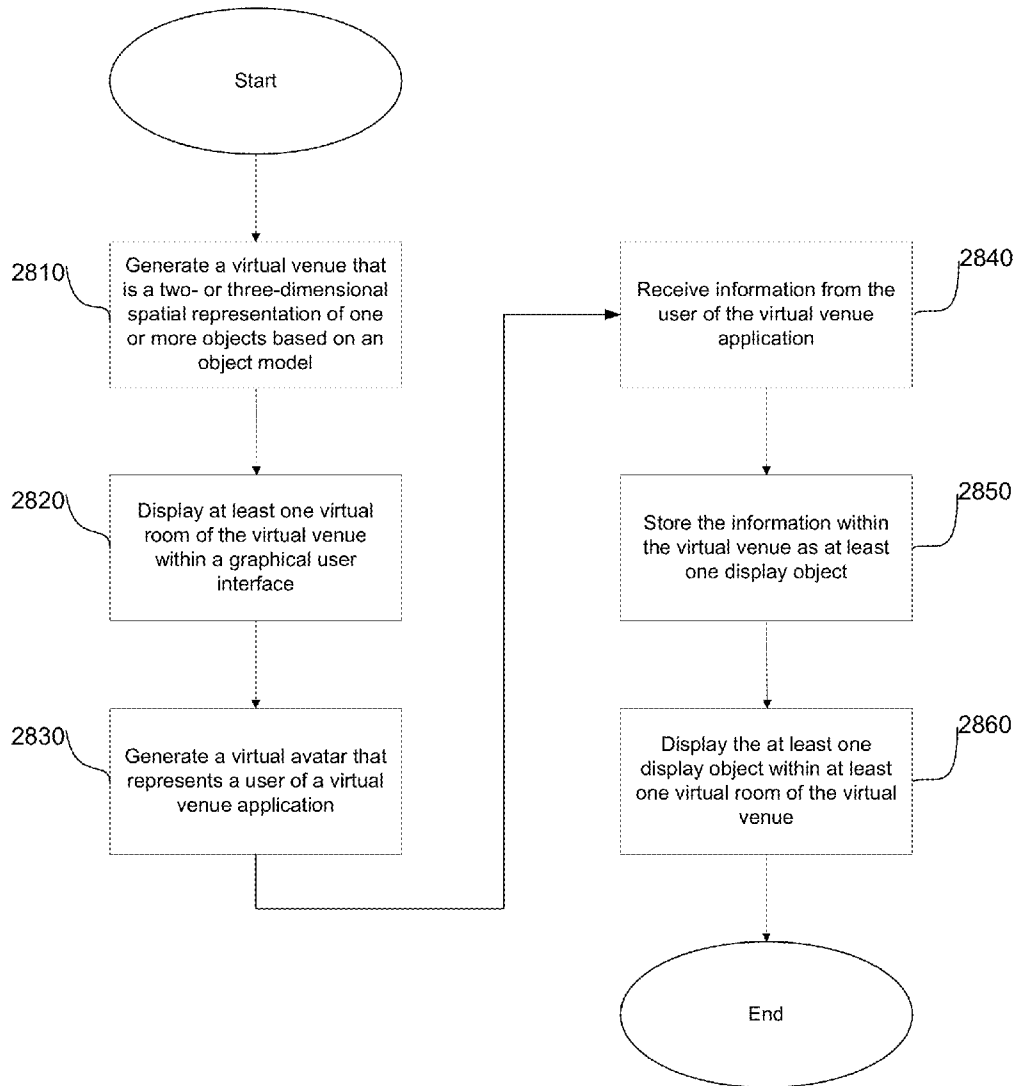 Start
2810
Generate a virtual venue that
is a two- or three-dimensional
spatial representation of one
or more objects based on an
object model
2820
Display at least one virtual
room of the virtual venue
within a graphical user
interface
2830
Generate a virtual avatar that
represents a user of a virtual
venue application
2840
Receive information from the
user of the virtual venue
application
2850
Store the information within
the virtual venue as at least
one display object
2860
Display the at least one
display object within at least
one virtual room of the virtual
venue
End